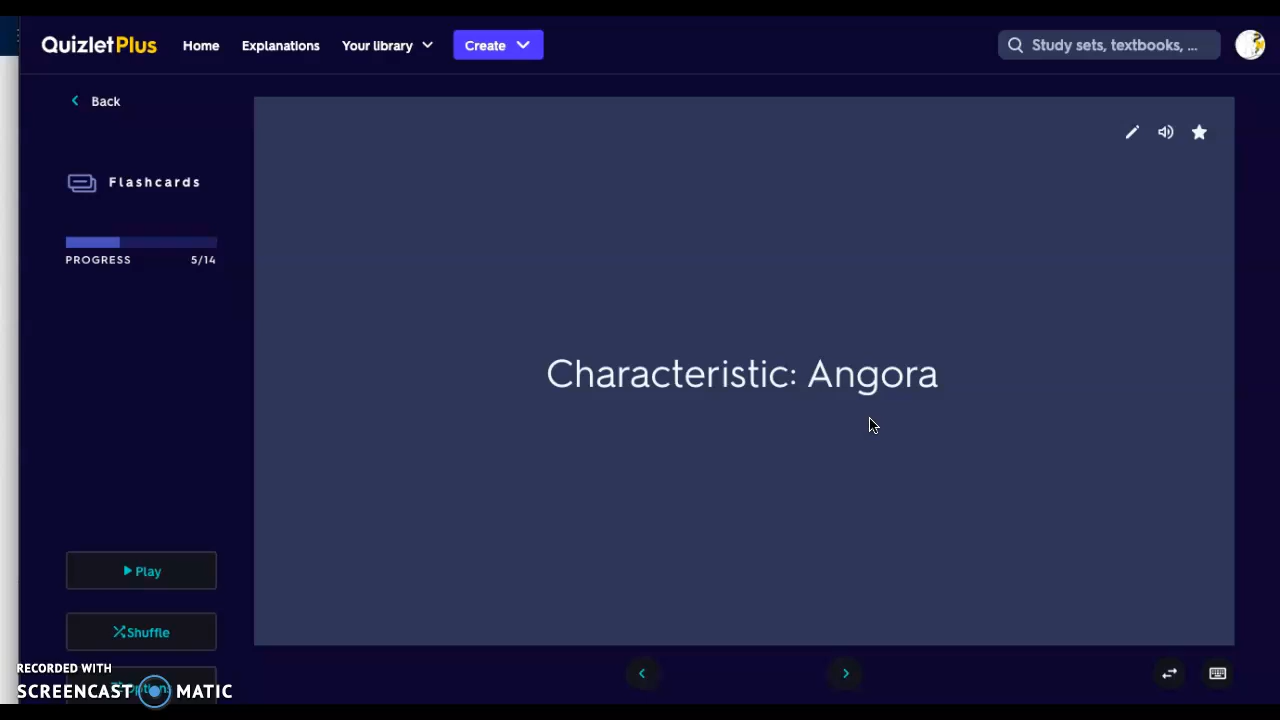 QuizletPlus Home Explanations Your library Create Study sets, textbooks, ...
Back
Flashcards
PROGRESS 5/14
Characteristic: Angora
Play
Shuffle
RECORDED WITH
SCREENCAST MATIC